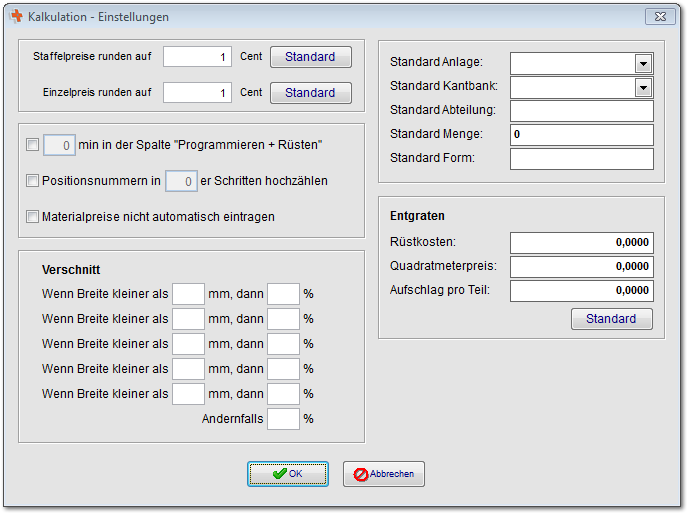 Kalkulation - Einstellungen
Staffelpreise runden auf 1 Cent Standard
Einzelpreis runden auf 1 Cent Standard
0 min in der Spalte "Programmieren + Rüsten"
Positionsnummern in 0 er Schritten hochzählen
Materialpreise nicht automatisch eintragen
Verschnitt
Wenn Breite kleiner als mm, dann %
Wenn Breite kleiner als mm, dann %
Wenn Breite kleiner als mm, dann %
Wenn Breite kleiner als mm, dann %
Wenn Breite kleiner als mm, dann %
Andernfalls %
Standard Anlage:
Standard Kantbank:
Standard Abteilung:
Standard Menge: 0
Standard Form:
Entgraten
Rüstkosten: 0,0000
Quadratmeterpreis: 0,0000
Aufschlag pro Teil: 0,0000
Standard
OK
Abbrechen